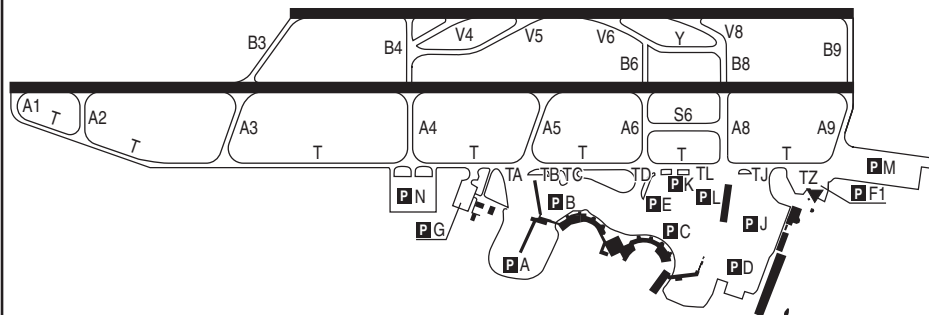 V4 V5 V6 Y V8
B3 B4 B6 B8 B9
A1 T A2 A3 A4 A5 A6 S6 A8 A9
T T T T T T
TA TB TC TD TL TJ TZ
P M
P K
P F1
P N
P L
P B
P E
P G
P C
P J
P A
P D